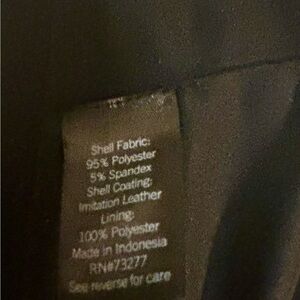 Shell Fabric:
95% Polyester
5% Spandex
Shell Coating:
Imitation Leather
Lining:
100% Polyester
Made in Indonesia
RN#73277
See reverse for care